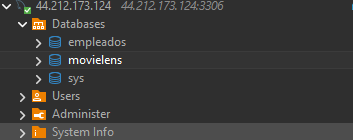 44.212.173.124 44.212.173.124:3306
Databases
empleados
movielens
sys
Users
Administer
System Info